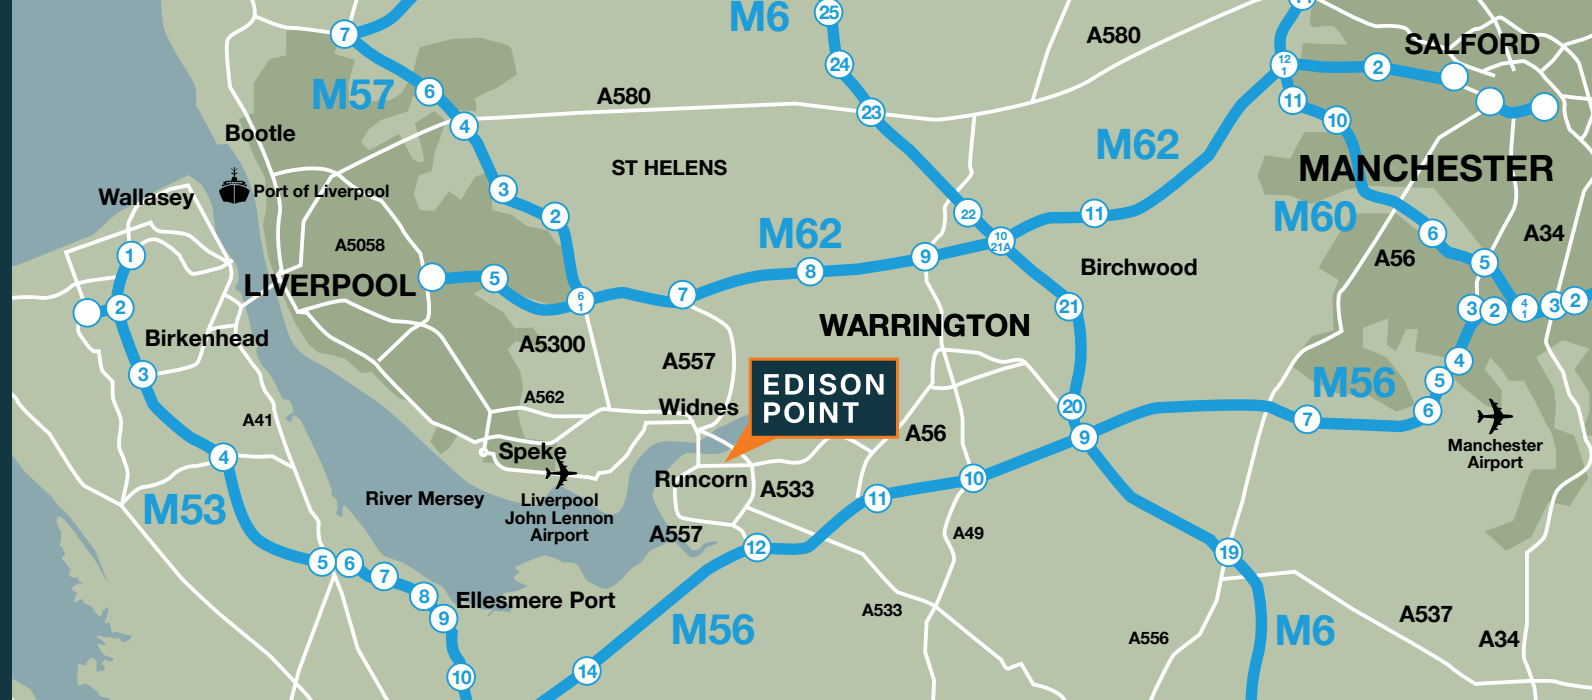 25
M6
11
A580
SALFORD
7
24
12
1
2
M57
6
A580
23
11
10
4
Bootle
M62
ST HELENS
MANCHESTER
3
Port of Liverpool
Wallasey
2
22
11
M60
M62
10
21A
6
A34
A5058
1
9
A56
5
LIVERPOOL
5
8
Birchwood
6
1
7
21
2
3
2
4
1
3
2
WARRINGTON
Birkenhead
A5300
A557
4
3
EDISON
POINT
M56
5
A562
Widnes
20
6
A41
7
A56
9
Speke
Manchester
Airport
4
Runcorn
A533
10
River Mersey
Liverpool
John Lennon
Airport
11
M53
A557
A49
12
19
5
6
7
8
Ellesmere Port
9
A533
A537
M56
M6
A556
A34
14
10